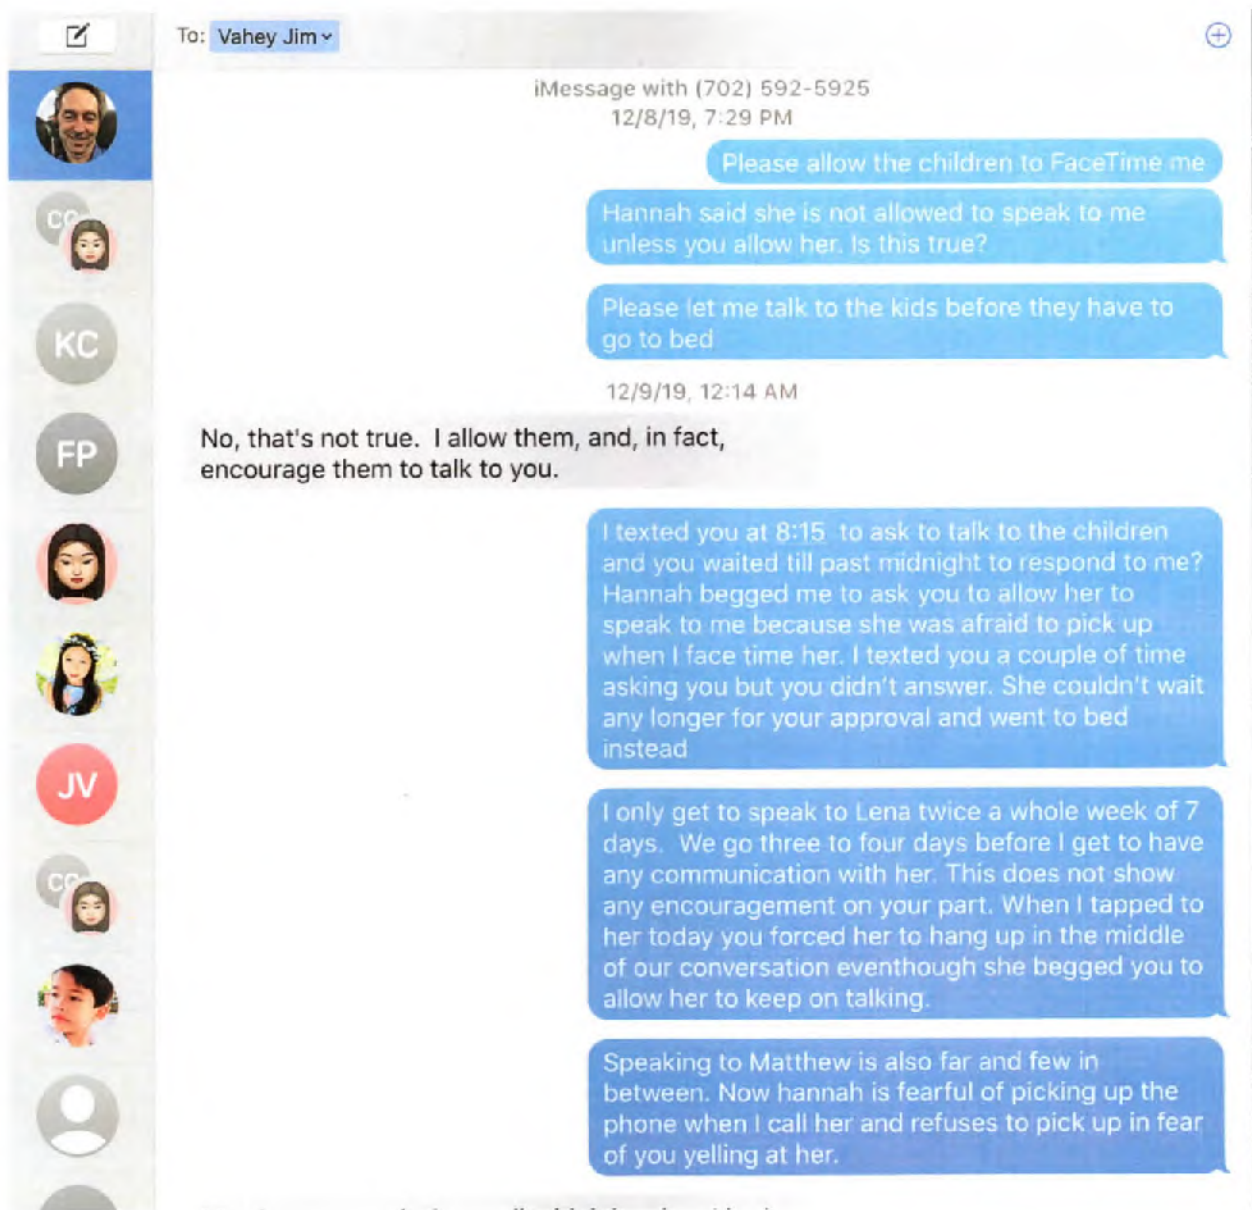 To: Vahey Jim
iMessage with (702) 592-5925
12/8/19, 7:29 PM
Please allow the children to FaceTime me
Hannah said she is not allowed to speak to me
unless you allow her. Is this true?
Please let me talk to the kids before they have to
go to bed
12/9/19, 12:14 AM
No, that's not true.  I allow them, and, in fact,
encourage them to talk to you.
I texted you at 8:15  to ask to talk to the children
and you waited till past midnight to respond to me?
Hannah begged me to ask you to allow her to
speak to me because she was afraid to pick up
when I face time her. I texted you a couple of time
asking you but you didn't answer. She couldn't wait
any longer for your approval and went to bed
instead
I only get to speak to Lena twice a whole week of 7
days.  We go three to four days before I get to have
any communication with her. This does not show
any encouragement on your part. When I tapped to
her today you forced her to hang up in the middle
of our conversation eventhough she begged you to
allow her to keep on talking.
Speaking to Matthew is also far and few in
between. Now hannah is fearful of picking up the
phone when I call her and refuses to pick up in fear
of you yelling at her.
CC
KC
FP
JV
CC